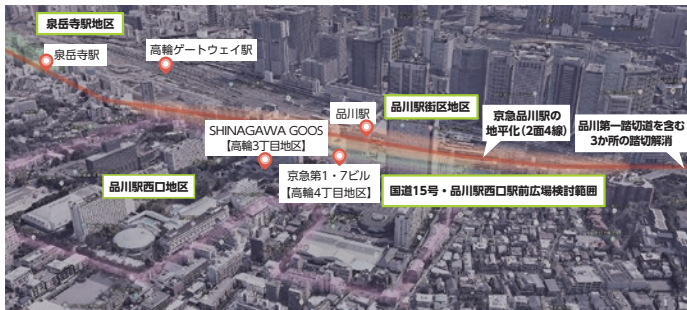 泉岳寺駅地区
泉岳寺駅
高輪ゲートウェイ駅
品川駅
品川駅街区地区
京急品川駅の
地平化(2面4線)
品川第一踏切道を含む
3か所の踏切解消
SHINAGAWA GOOS
【高輪3丁目地区】
京急第1・7ビル
【高輪4丁目地区】
品川駅西口地区
国道15号・品川駅西口駅前広場検討範囲